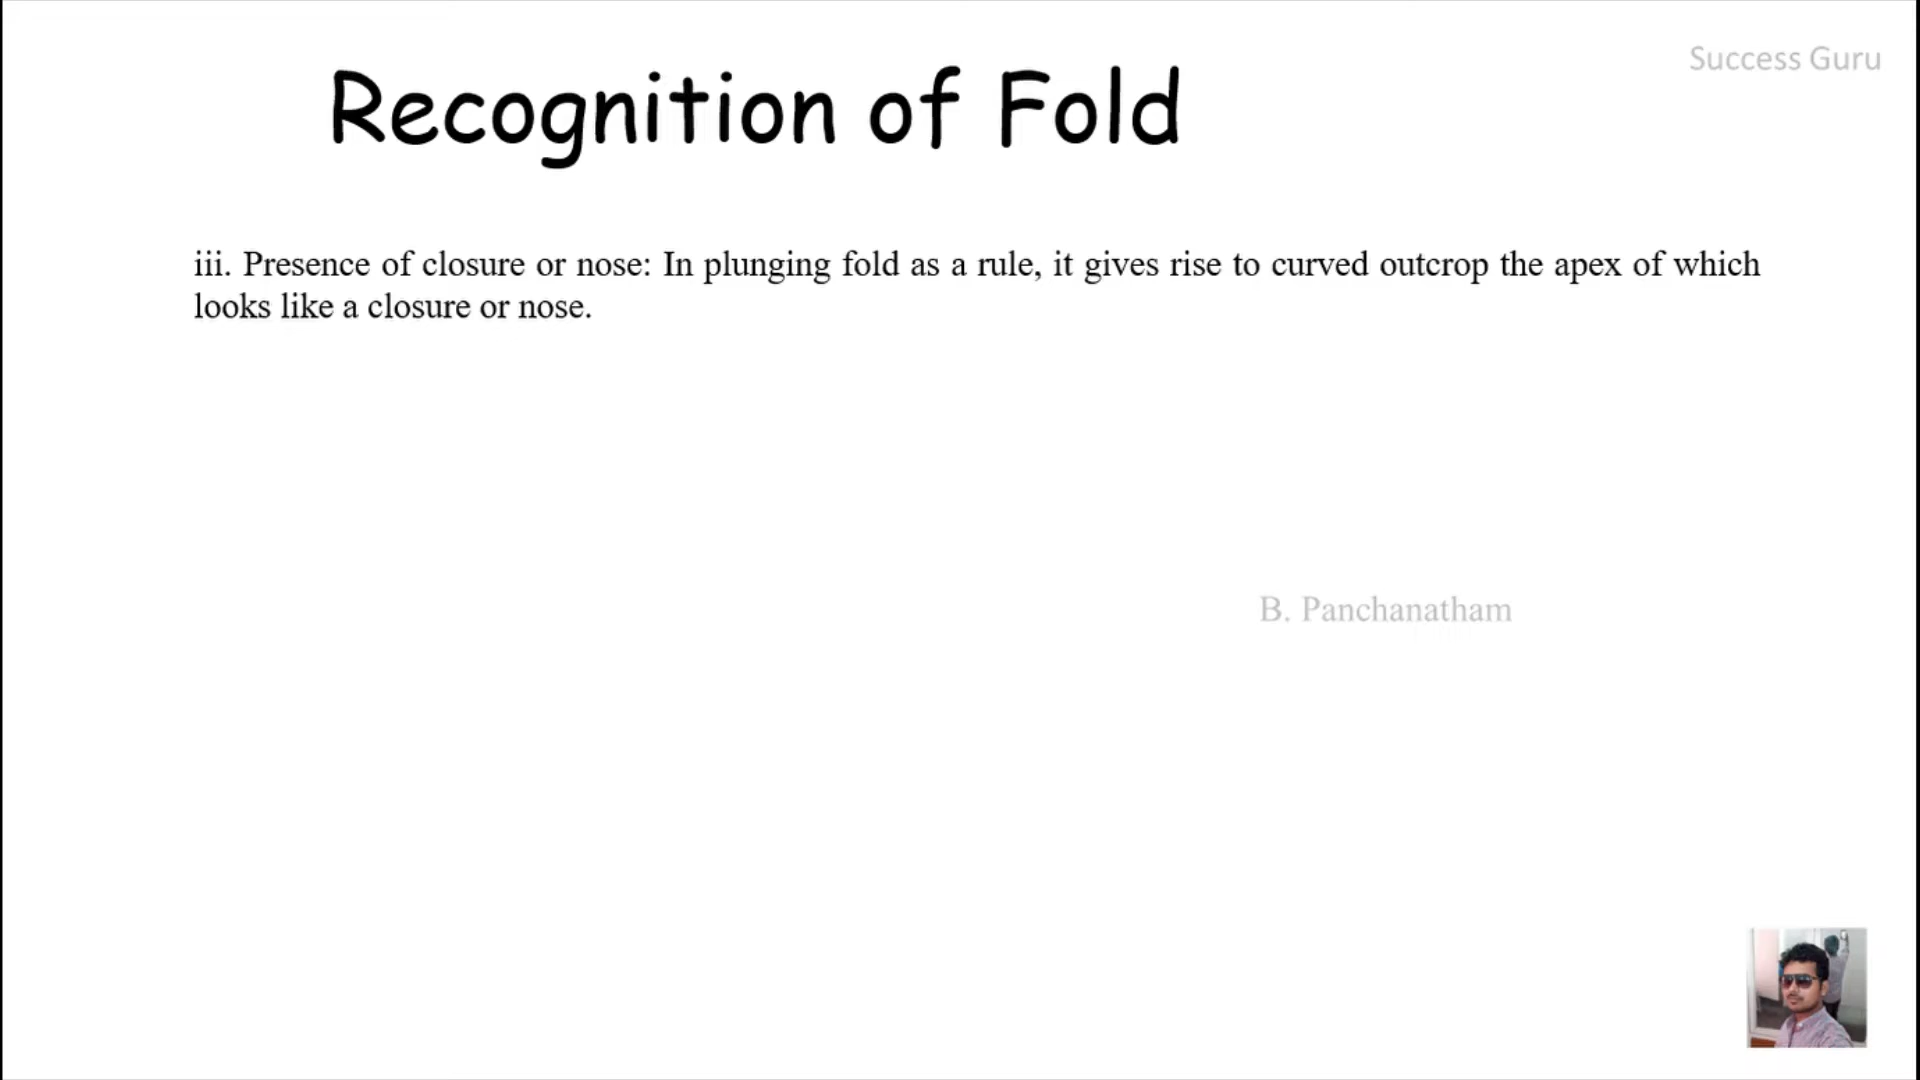 Success Guru
Recognition of Fold
iii. Presence of closure or nose: In plunging fold as a rule, it gives rise to curved outcrop the apex of which
looks like a closure or nose.
B. Panchanatham